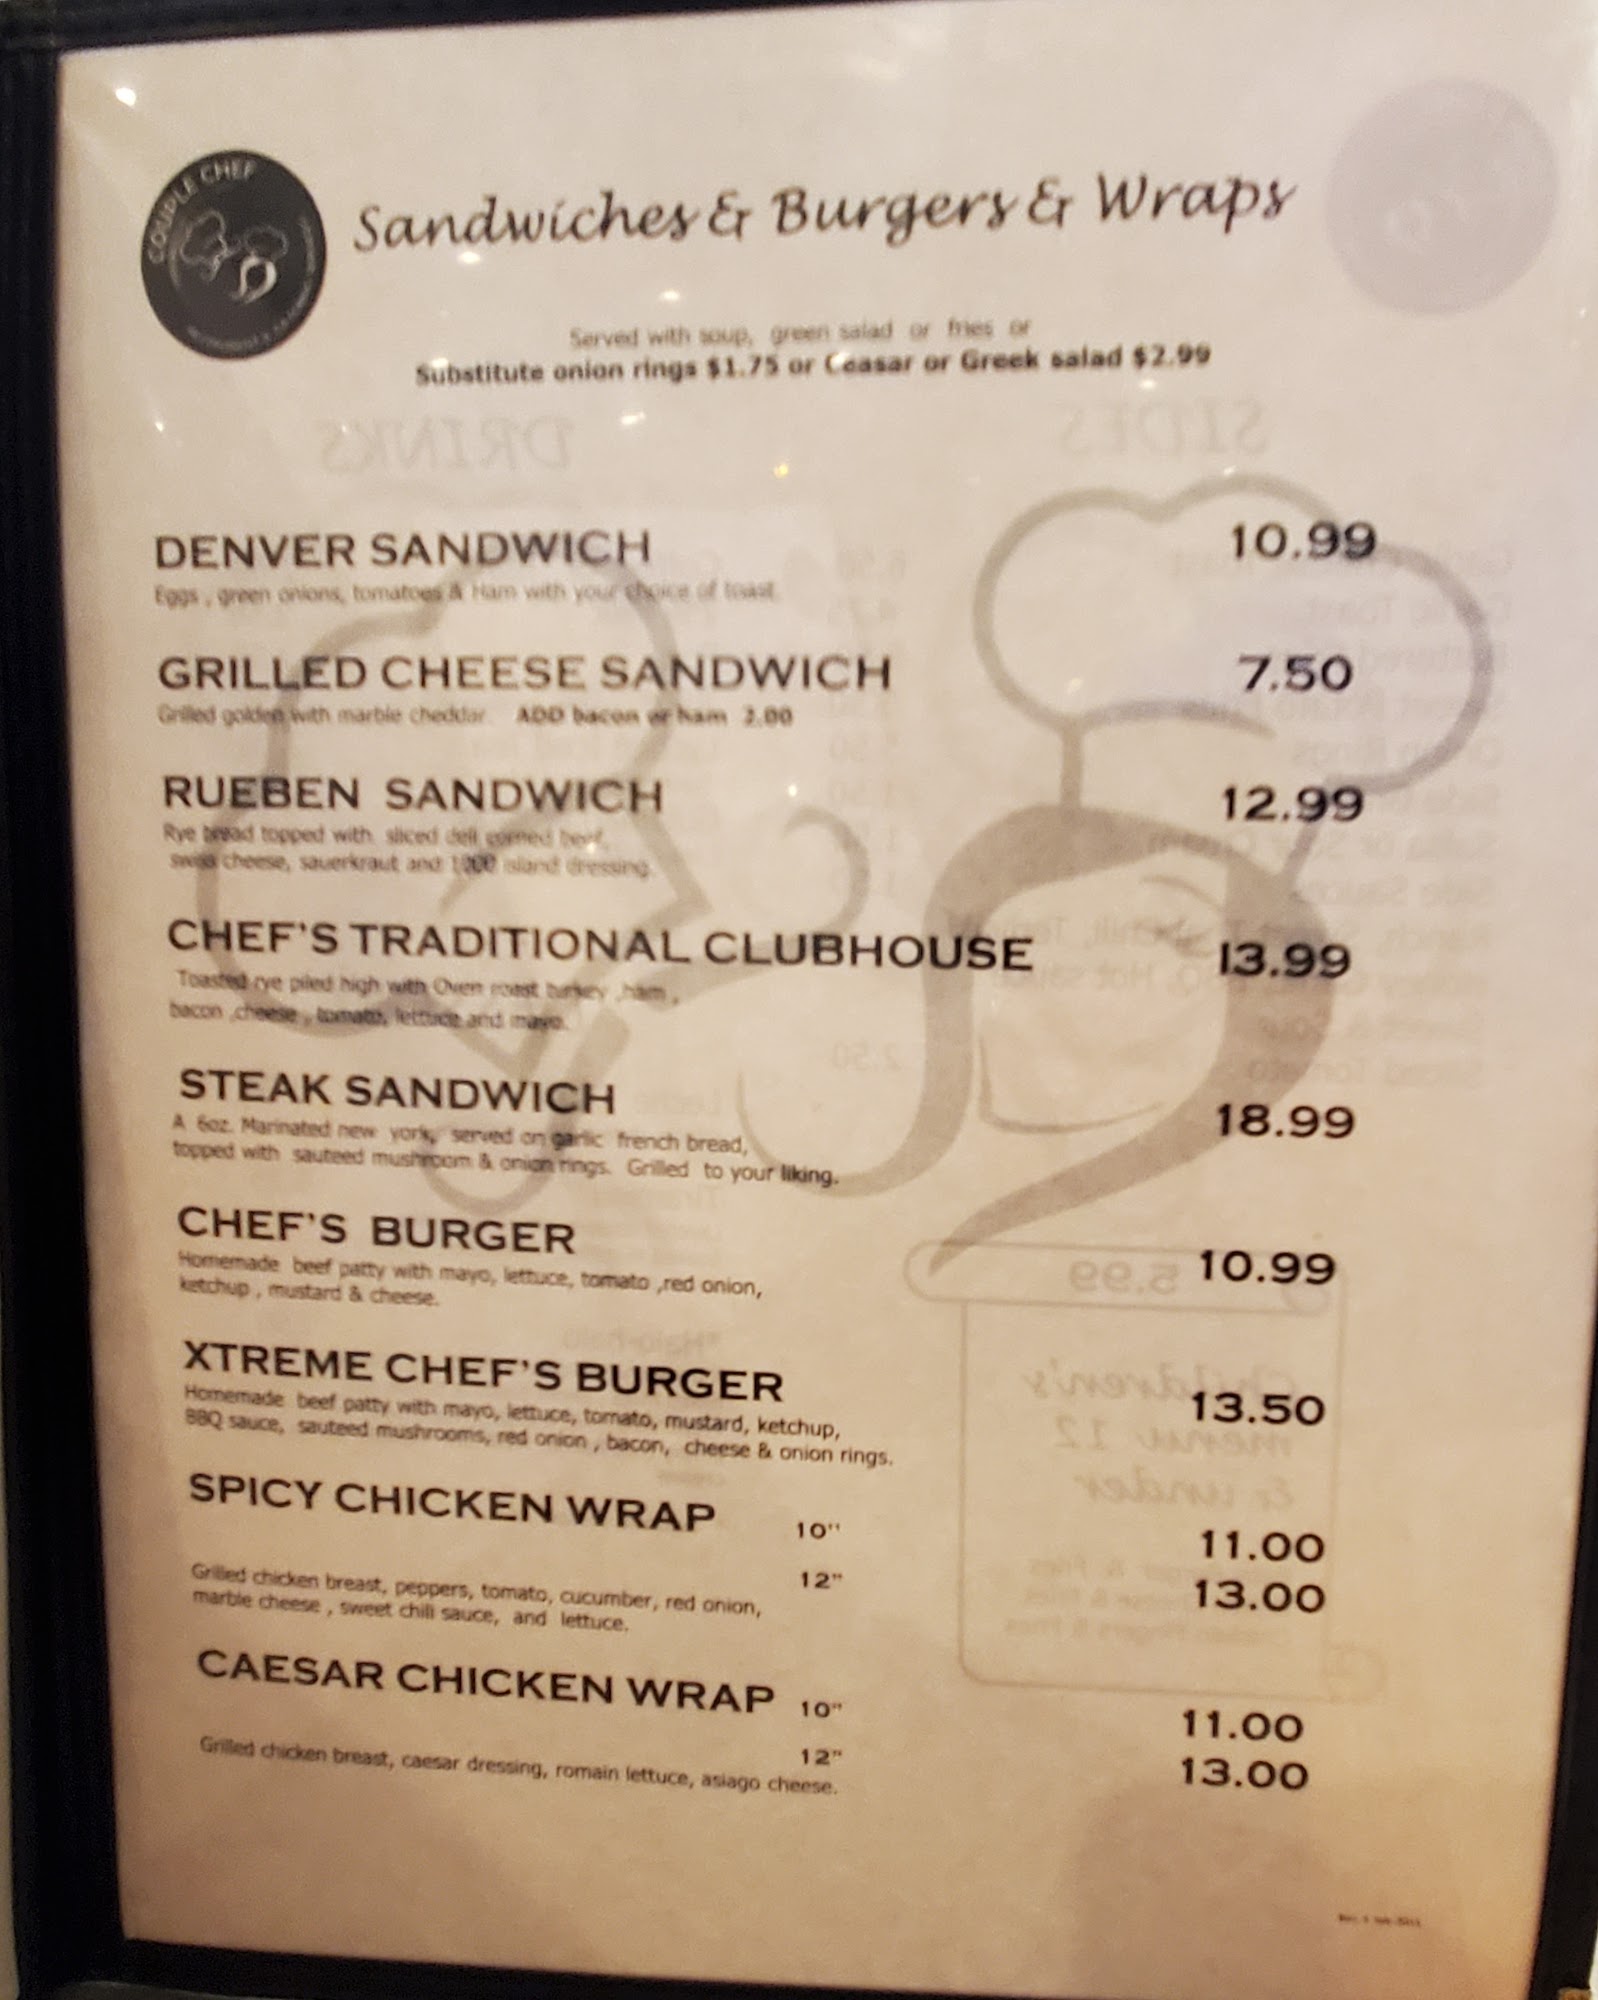 COUPLE CHEF
Sandwiches & Burgers & Wraps
Served with soup, green salad or fries or
Substitute onion rings $1.75 or Ceasar or Greek salad $2.99
DENVER SANDWICH 10.99
Eggs , green onions, tomatoes & Ham with your choice of toast
GRILLED CHEESE SANDWICH 7.50
Grilled golden with marble cheddar. ADD bacon or ham 2.00
RUEBEN SANDWICH 12.99
Rye bread topped with sliced deli corned beef,
swiss cheese, sauerkraut and 1000 island dressing.
CHEF'S TRADITIONAL CLUBHOUSE 13.99
Toasted rye piled high with Oven roast turkey ,ham ,
bacon ,cheese , tomato, lettuce and mayo.
STEAK SANDWICH 18.99
A 6oz. Marinated new york, served on garlic french bread,
topped with sauteed mushroom & onion rings. Grilled to your liking.
CHEF'S BURGER 10.99
Homemade beef patty with mayo, lettuce, tomato ,red onion,
ketchup , mustard & cheese.
XTREME CHEF'S BURGER 13.50
Homemade beef patty with mayo, lettuce, tomato, mustard, ketchup,
BBQ sauce, sauteed mushrooms, red onion , bacon, cheese & onion rings.
SPICY CHICKEN WRAP 10" 11.00
12" 13.00
Grilled chicken breast, peppers, tomato, cucumber, red onion,
marble cheese , sweet chili sauce, and lettuce.
CAESAR CHICKEN WRAP 10" 11.00
12" 13.00
Grilled chicken breast, caesar dressing, romain lettuce, asiago cheese.